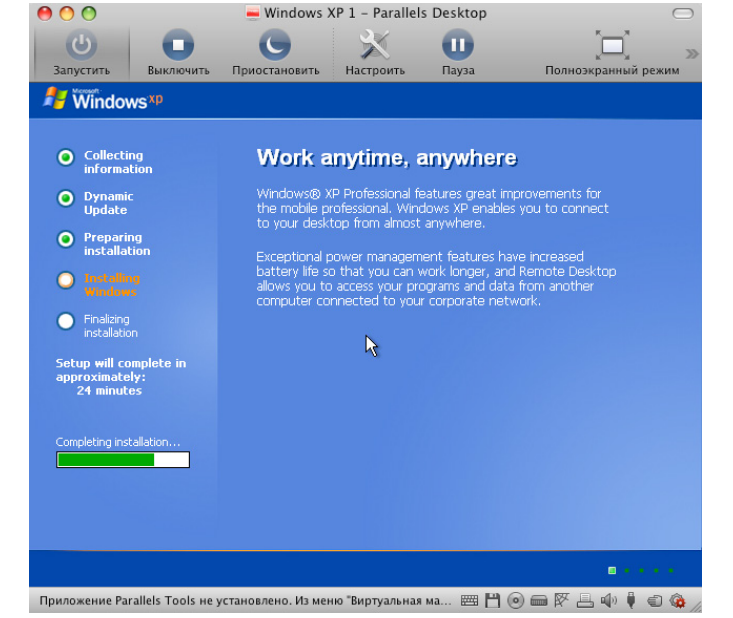 Windows XP 1 – Parallels Desktop
Запустить Выключить Приостановить Настроить Пауза Полноэкранный режим
Microsoft
Windows xp
Collecting
information
Dynamic
Update
Preparing
installation
Installing
Windows
Finalizing
installation
Setup will complete in
approximately:
24 minutes
Completing installation...
Work anytime, anywhere
Windows® XP Professional features great improvements for
the mobile professional. Windows XP enables you to connect
to your desktop from almost anywhere.
Exceptional power management features have increased
battery life so that you can work longer, and Remote Desktop
allows you to access your programs and data from another
computer connected to your corporate network.
Приложение Parallels Tools не установлено. Из меню "Виртуальная ма...